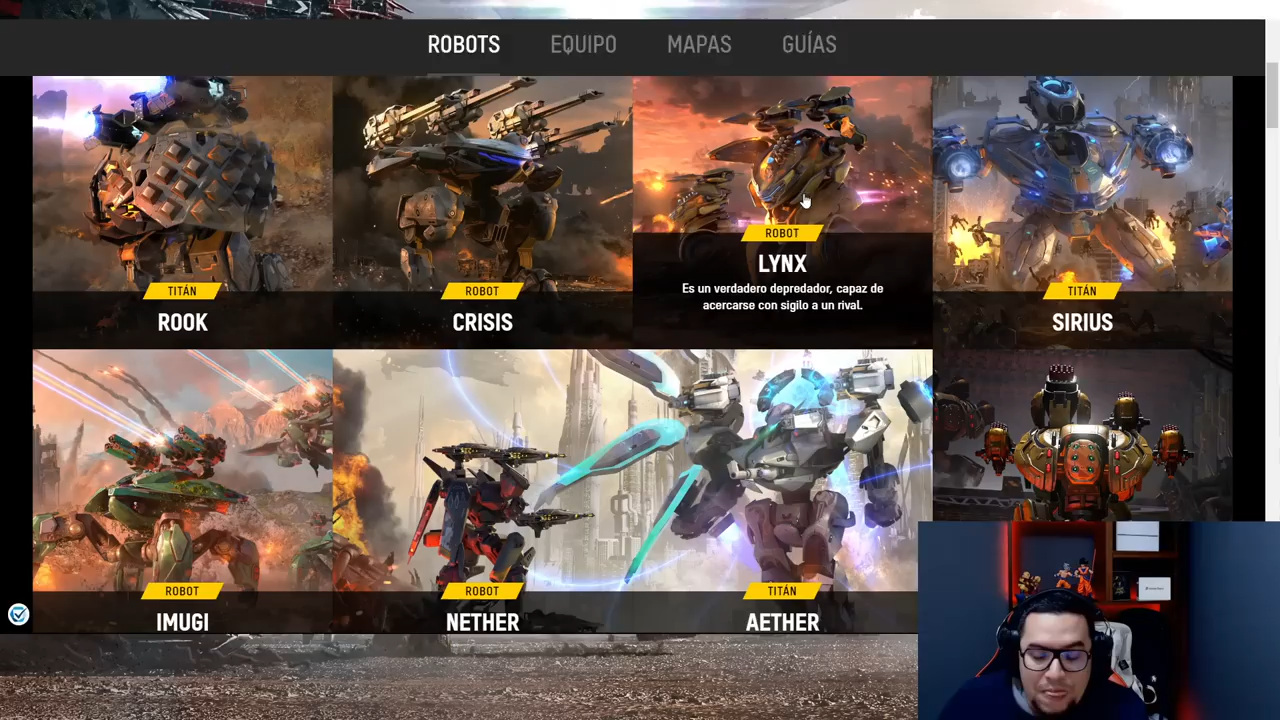 ROBOTS
EQUIPO
MAPAS
GUÍAS
TITÁN
ROOK
ROBOT
CRISIS
ROBOT
LYNX
Es un verdadero depredador, capaz de
acercarse con sigilo a un rival.
TITÁN
SIRIUS
ROBOT
IMUGI
ROBOT
NETHER
TITÁN
AETHER